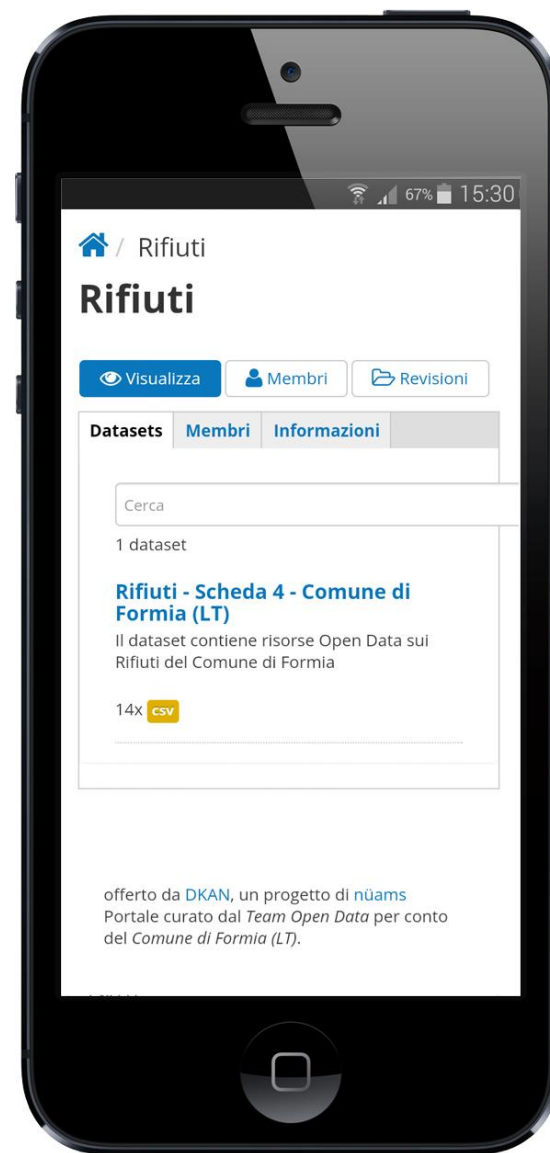 67% 15:30
/ Rifiuti
Rifiuti
Visualizza Membri Revisioni
Datasets Membri Informazioni
Cerca
1 dataset
Rifiuti - Scheda 4 - Comune di
Formia (LT)
Il dataset contiene risorse Open Data sui
Rifiuti del Comune di Formia
14x csv
offerto da DKAN, un progetto di nüams
Portale curato dal Team Open Data per conto
del Comune di Formia (LT).